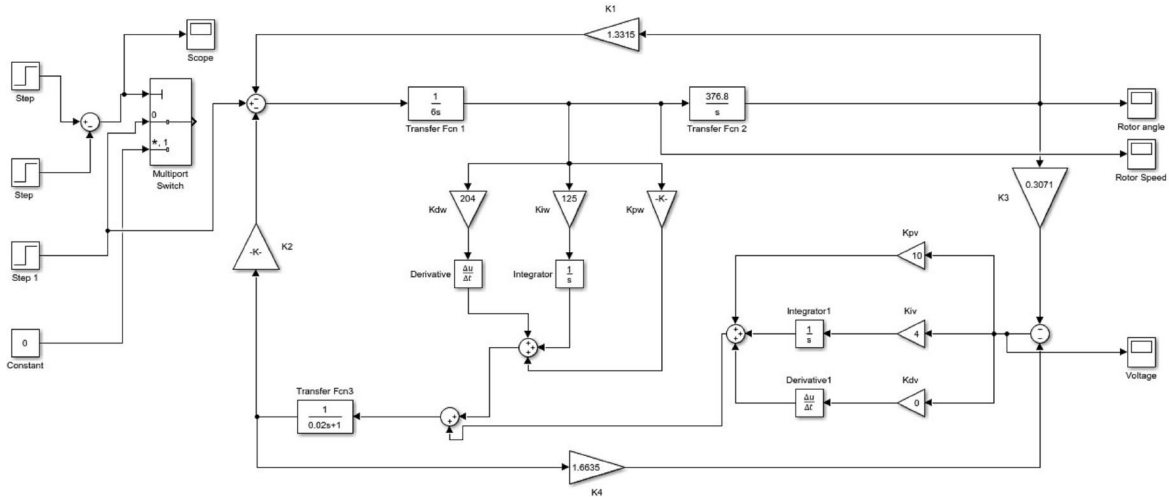 K1
1.3315
Scope
Step
+
−
0
*, 1
Multiport
Switch
Step
Step 1
0
Constant
−
−
−
1
6s
Transfer Fcn 1
376.8
s
Transfer Fcn 2
Rotor angle
Rotor Speed
0.3071
K3
Kdw
204
Kiw
125
Kpw
-K-
-K-
K2
Derivative
Δu
Δt
Integrator
1
s
+
+
+
Kpv
10
Integrator1
1
s
Kiv
4
+
+
+
−
−
Voltage
Derivative1
Δu
Δt
Kdv
0
Transfer Fcn3
1
0.02s+1
+
+
1.6635
K4